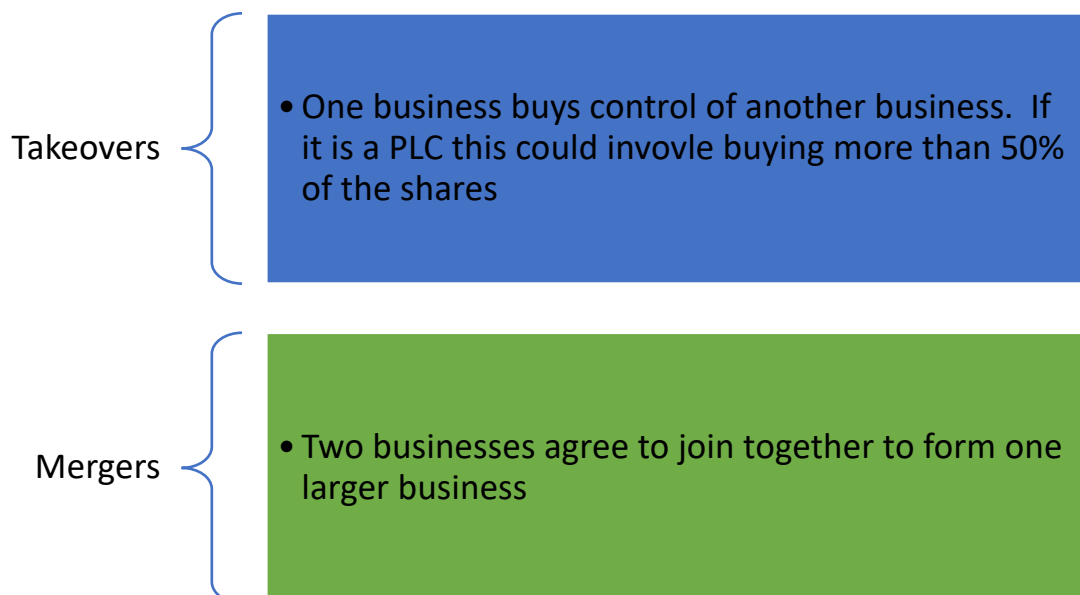 Takeovers
• One business buys control of another business.  If
it is a PLC this could invovle buying more than 50%
of the shares
Mergers
• Two businesses agree to join together to form one
larger business